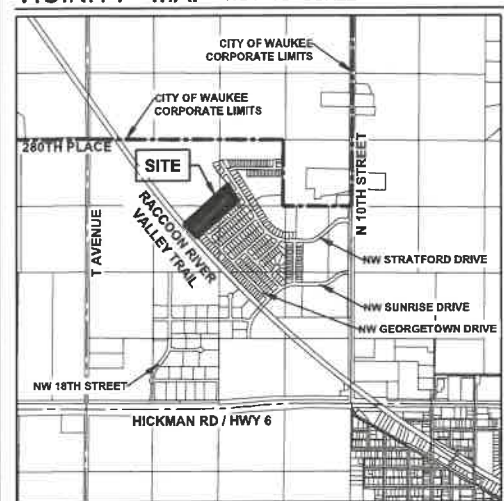 CITY OF WAUKEE
CORPORATE LIMITS
CITY OF WAUKEE
CORPORATE LIMITS
280TH PLACE
SITE
RACCOON RIVER
VALLEY TRAIL
T AVENUE
N 10TH STREET
NW STRATFORD DRIVE
NW SUNRISE DRIVE
NW GEORGETOWN DRIVE
NW 18TH STREET
HICKMAN RD / HWY 6